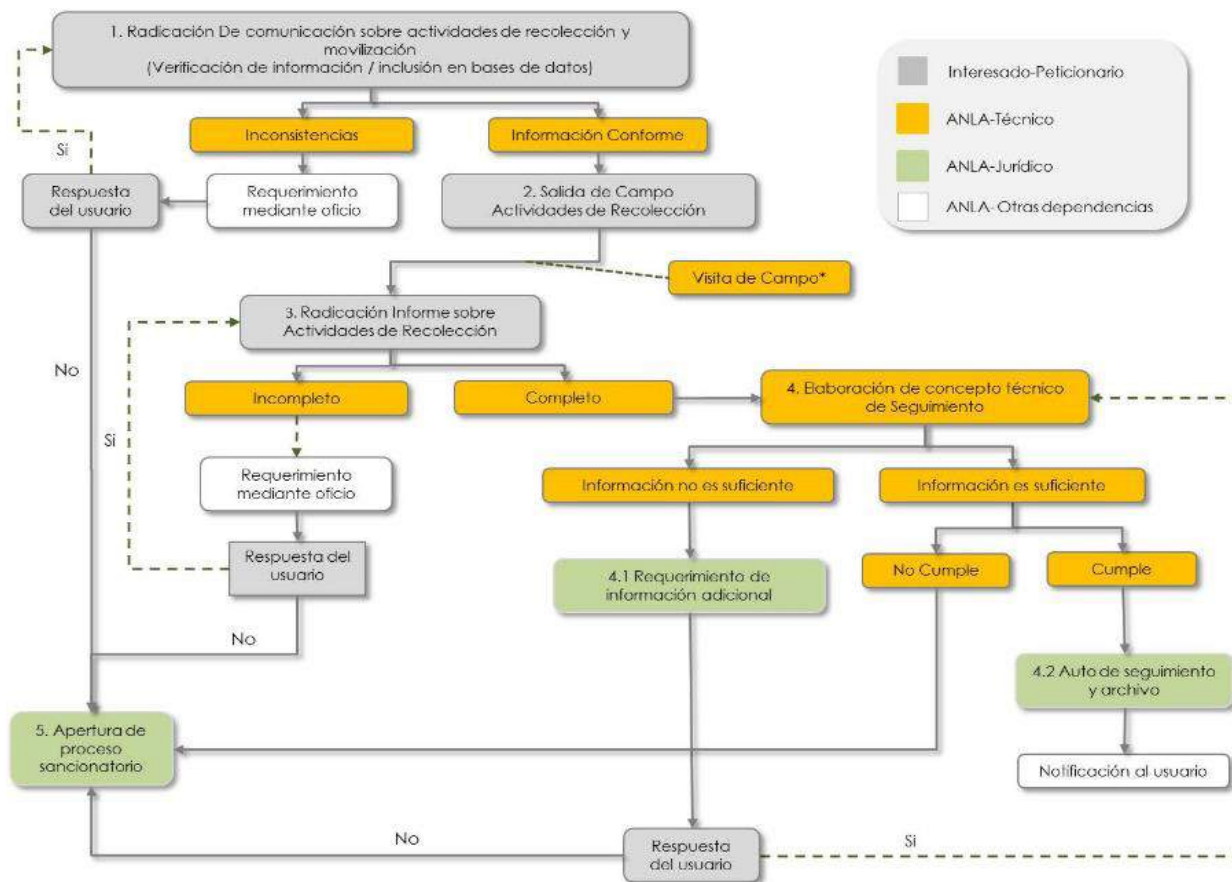 1. Radicación De comunicación sobre actividades de recolección y
movilización
(Verificación de información / inclusión en bases de datos)
Interesado-Peticionario
ANLA-Técnico
ANLA-Jurídico
ANLA- Otras dependencias
Inconsistencias
Información Conforme
Si
Respuesta
del usuario
Requerimiento
mediante oficio
2. Salida de Campo
Actividades de Recolección
Visita de Campo*
3. Radicación Informe sobre
Actividades de Recolección
No
Incompleto
Completo
4. Elaboración de concepto técnico
de Seguimiento
Si
Requerimiento
mediante oficio
Información no es suficiente
Información es suficiente
Respuesta del
usuario
4.1 Requerimiento de
información adicional
No Cumple
Cumple
No
4.2 Auto de seguimiento
y archivo
5. Apertura de
proceso
sancionatorio
Notificación al usuario
No
Respuesta
del usuario
Si